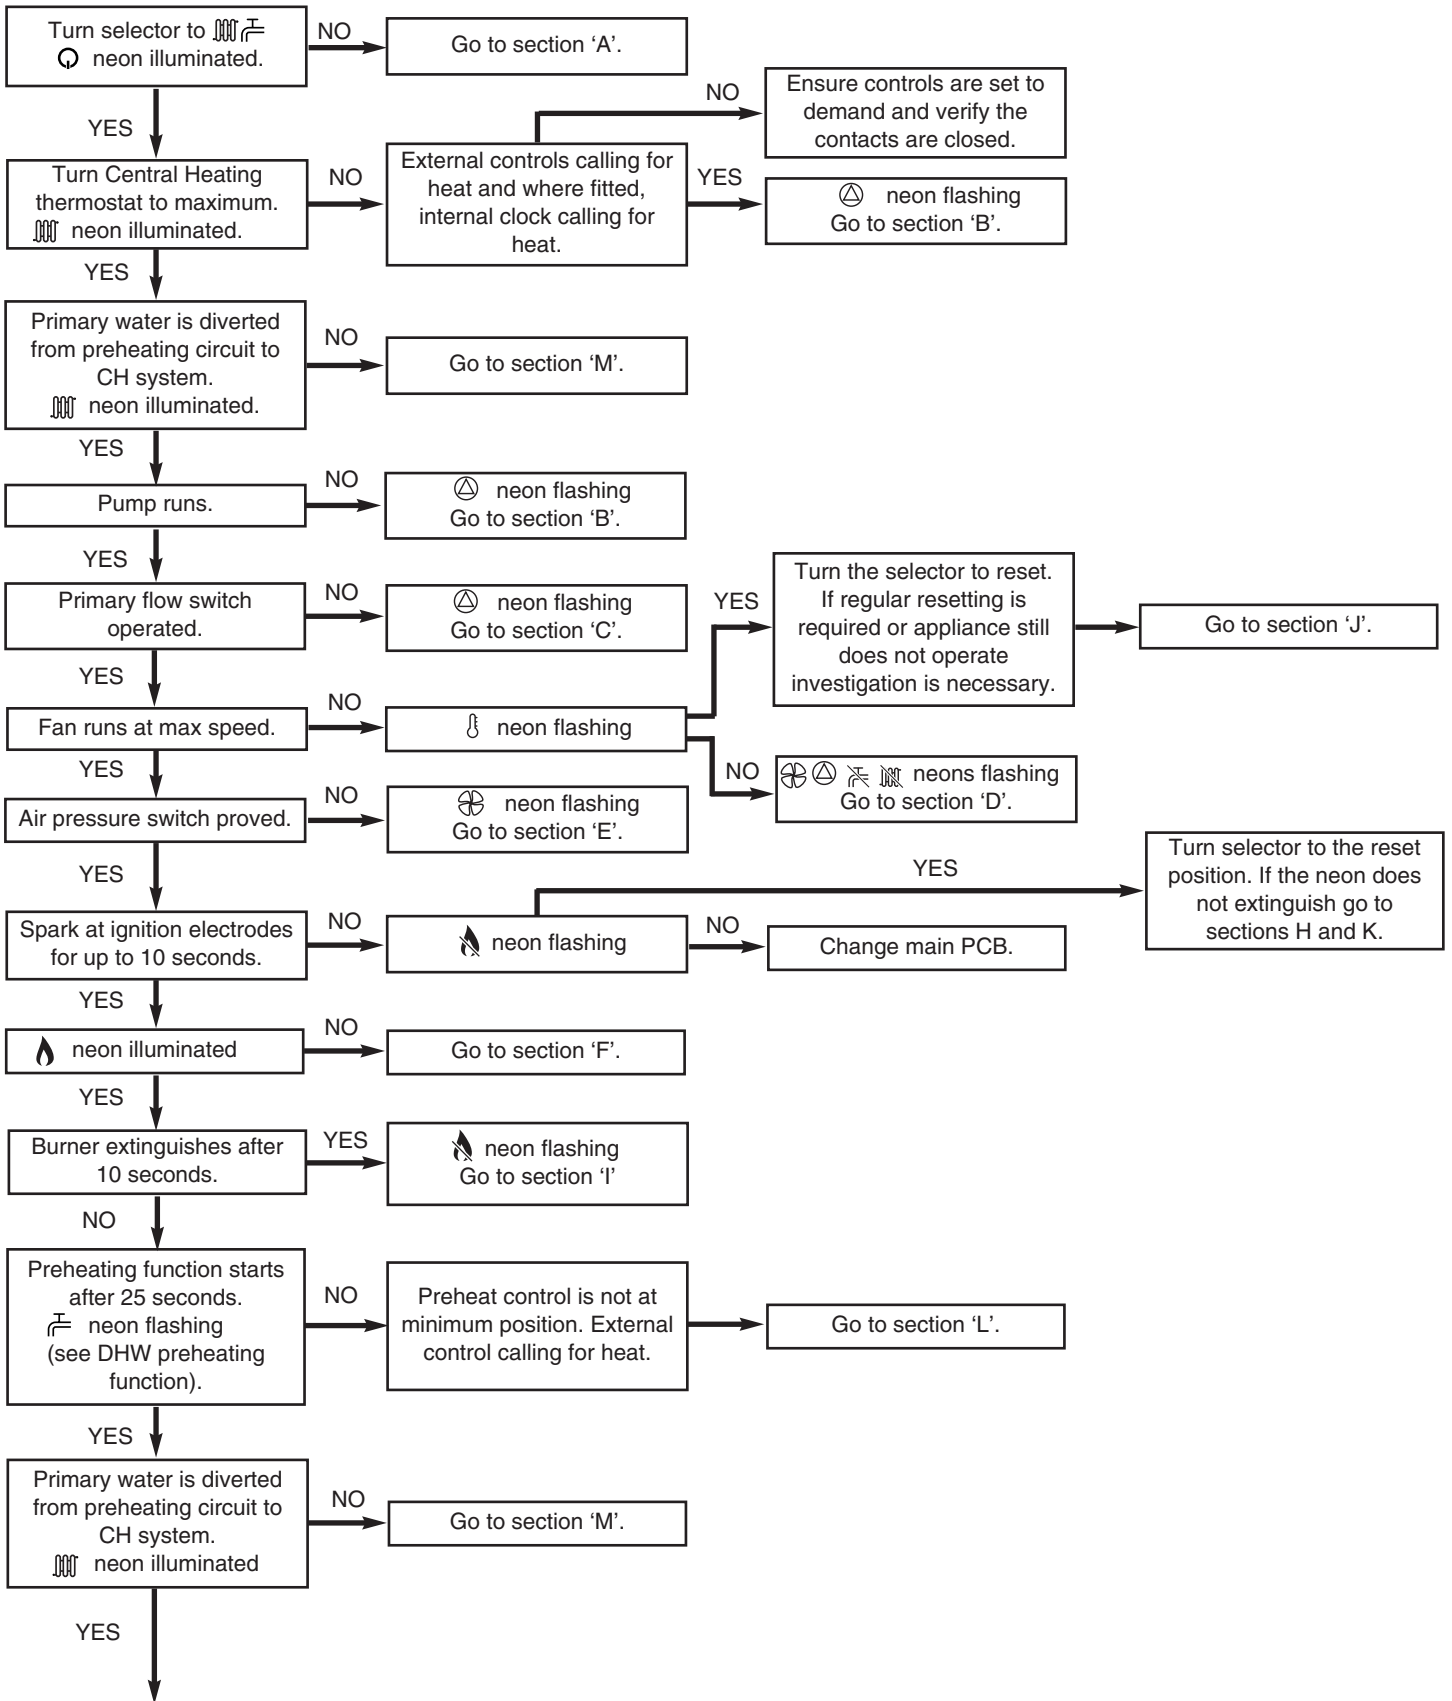 Turn selector to
neon illuminated.
NO
Go to section ‘A’.
YES
Turn Central Heating
thermostat to maximum.
neon illuminated.
NO
External controls calling for
heat and where fitted,
internal clock calling for
heat.
NO
Ensure controls are set to
demand and verify the
contacts are closed.
YES
neon flashing
Go to section ‘B’.
YES
Primary water is diverted
from preheating circuit to
CH system.
neon illuminated.
NO
Go to section ‘M’.
YES
Pump runs.
NO
neon flashing
Go to section ‘B’.
YES
Primary flow switch
operated.
NO
neon flashing
Go to section ‘C’.
YES
Fan runs at max speed.
NO
neon flashing
YES
Turn the selector to reset.
If regular resetting is
required or appliance still
does not operate
investigation is necessary.
Go to section ‘J’.
NO
neons flashing
Go to section ‘D’.
YES
Air pressure switch proved.
NO
neon flashing
Go to section ‘E’.
YES
Spark at ignition electrodes
for up to 10 seconds.
NO
neon flashing
YES
Turn selector to the reset
position. If the neon does
not extinguish go to
sections H and K.
NO
Change main PCB.
YES
neon illuminated
NO
Go to section ‘F’.
YES
Burner extinguishes after
10 seconds.
YES
neon flashing
Go to section ‘I’
NO
Preheating function starts
after 25 seconds.
neon flashing
(see DHW preheating
function).
NO
Preheat control is not at
minimum position. External
control calling for heat.
Go to section ‘L’.
YES
Primary water is diverted
from preheating circuit to
CH system.
neon illuminated
NO
Go to section ‘M’.
YES